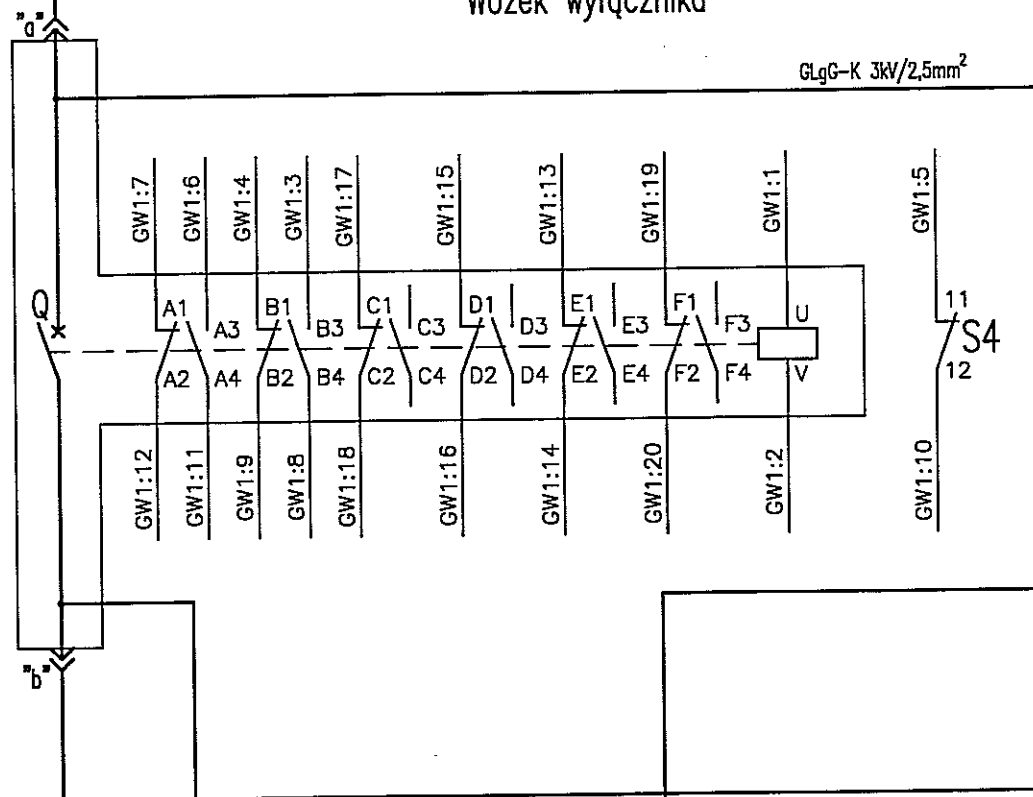 Wózek wyłącznika
"a"
GLgG-K 3kV/2,5mm²
GW1:7
GW1:6
GW1:4
GW1:3
GW1:17
GW1:15
GW1:13
GW1:19
GW1:1
GW1:5
Q
A1
A3
B1
B3
C1
C3
D1
D3
E1
E3
F1
F3
U
11
S4
A2
A4
B2
B4
C2
C4
D2
D4
E2
E4
F2
F4
V
12
GW1:12
GW1:11
GW1:9
GW1:8
GW1:18
GW1:16
GW1:14
GW1:20
GW1:2
GW1:10
"b"